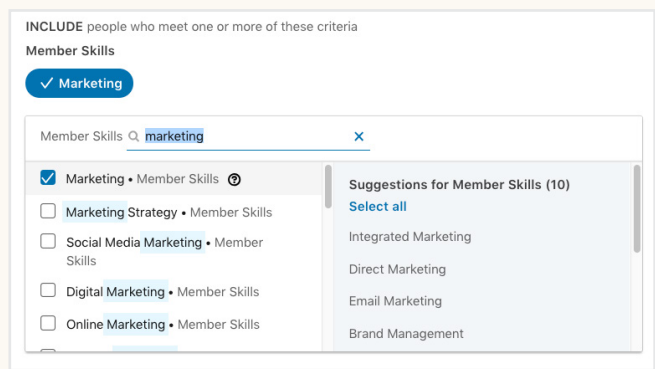 INCLUDE people who meet one or more of these criteria
Member Skills
✓ Marketing
Member Skills marketing ×
Marketing • Member Skills
Marketing Strategy • Member Skills
Social Media Marketing • Member
Skills
Digital Marketing • Member Skills
Online Marketing • Member Skills
Suggestions for Member Skills (10)
Select all
Integrated Marketing
Direct Marketing
Email Marketing
Brand Management